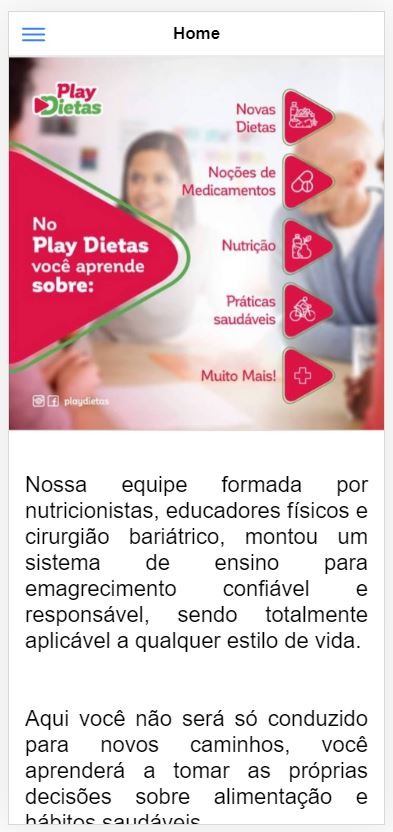 Home
Play
Dietas
Novas
Dietas
Noções de
Medicamentos
No
Play Dietas
você aprende
sobre:
Nutrição
Práticas
saudáveis
Muito Mais!
playdietas
Nossa equipe formada por
nutricionistas, educadores físicos e
cirurgião bariátrico, montou um
sistema de ensino para
emagrecimento confiável e
responsável, sendo totalmente
aplicável a qualquer estilo de vida.
Aqui você não será só conduzido
para novos caminhos, você
aprenderá a tomar as próprias
decisões sobre alimentação e
hábitos saudáveis